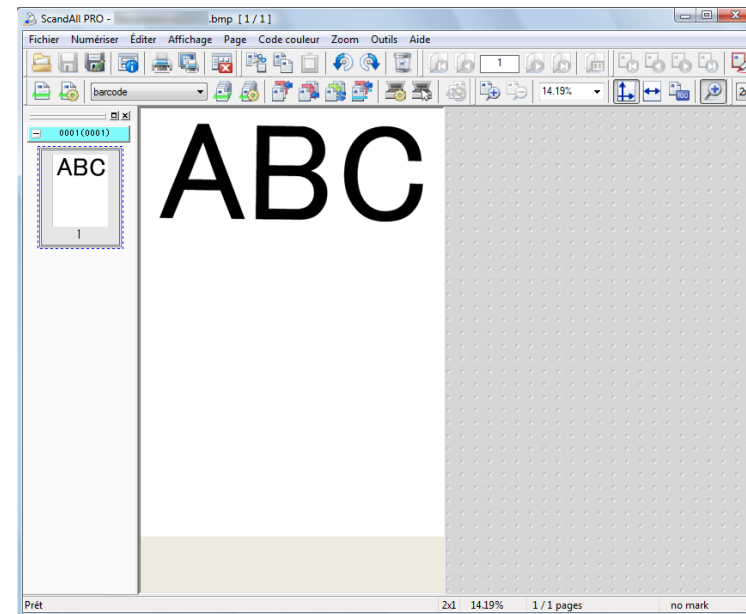 ScandAll PRO - .bmp [ 1 / 1 ]
Fichier Numériser Éditer Affichage Page Code couleur Zoom Outils Aide
1
barcode 14.19%
0001(0001)
ABC
1
ABC
Prêt 2x1 14.19% 1 / 1 pages no mark